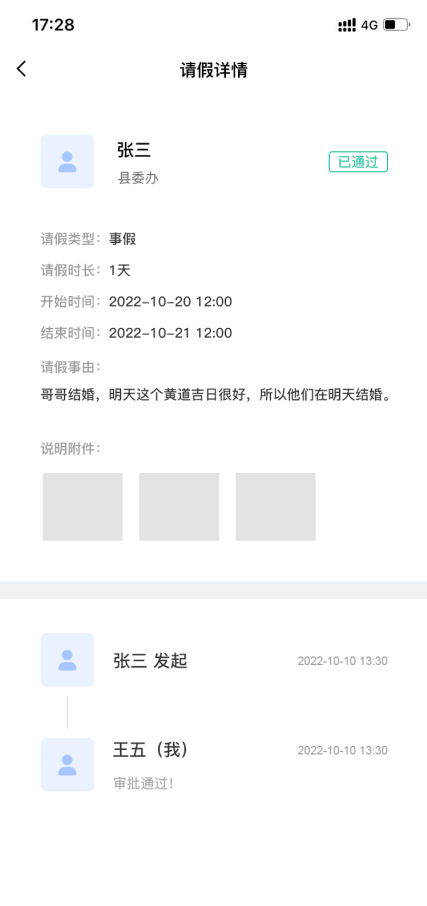 17:28
4G
请假详情
张三
县委办
已通过
请假类型：事假
请假时长：1天
开始时间：2022-10-20 12:00
结束时间：2022-10-21 12:00
请假事由：
哥哥结婚，明天这个黄道吉日很好，所以他们在明天结婚。
说明附件：
张三 发起
2022-10-10 13:30
王五（我）
2022-10-10 13:30
审批通过！